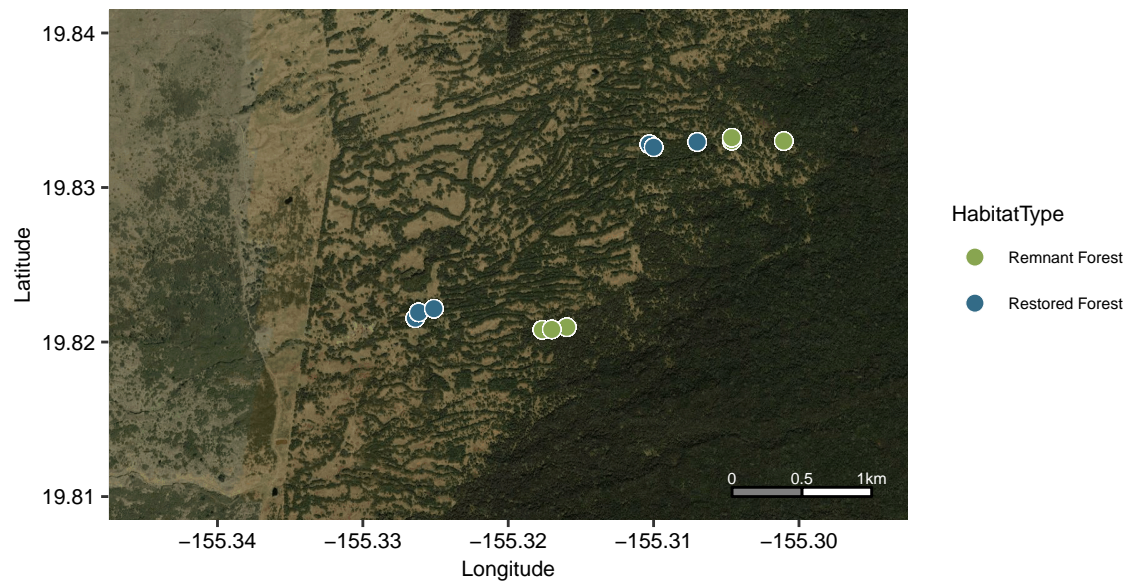 19.84
19.83
19.82
19.81
Latitude
−155.34
−155.33
−155.32
−155.31
−155.30
Longitude
0
0.5
1km
HabitatType
Remnant Forest
Restored Forest